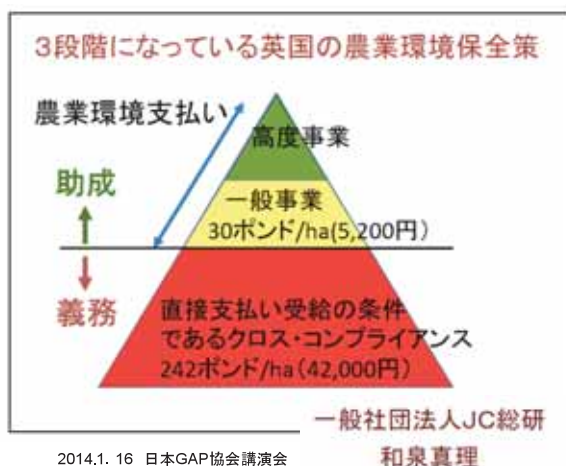 3段階になっている英国の農業環境保全策
農業環境支払い
高度事業
助成
一般事業
30ポンド/ha(5,200円)
義務
直接支払い受給の条件
であるクロス・コンプライアンス
242ポンド/ha(42,000円)
一般社団法人JC総研
和泉真理
2014.1. 16 日本GAP協会講演会